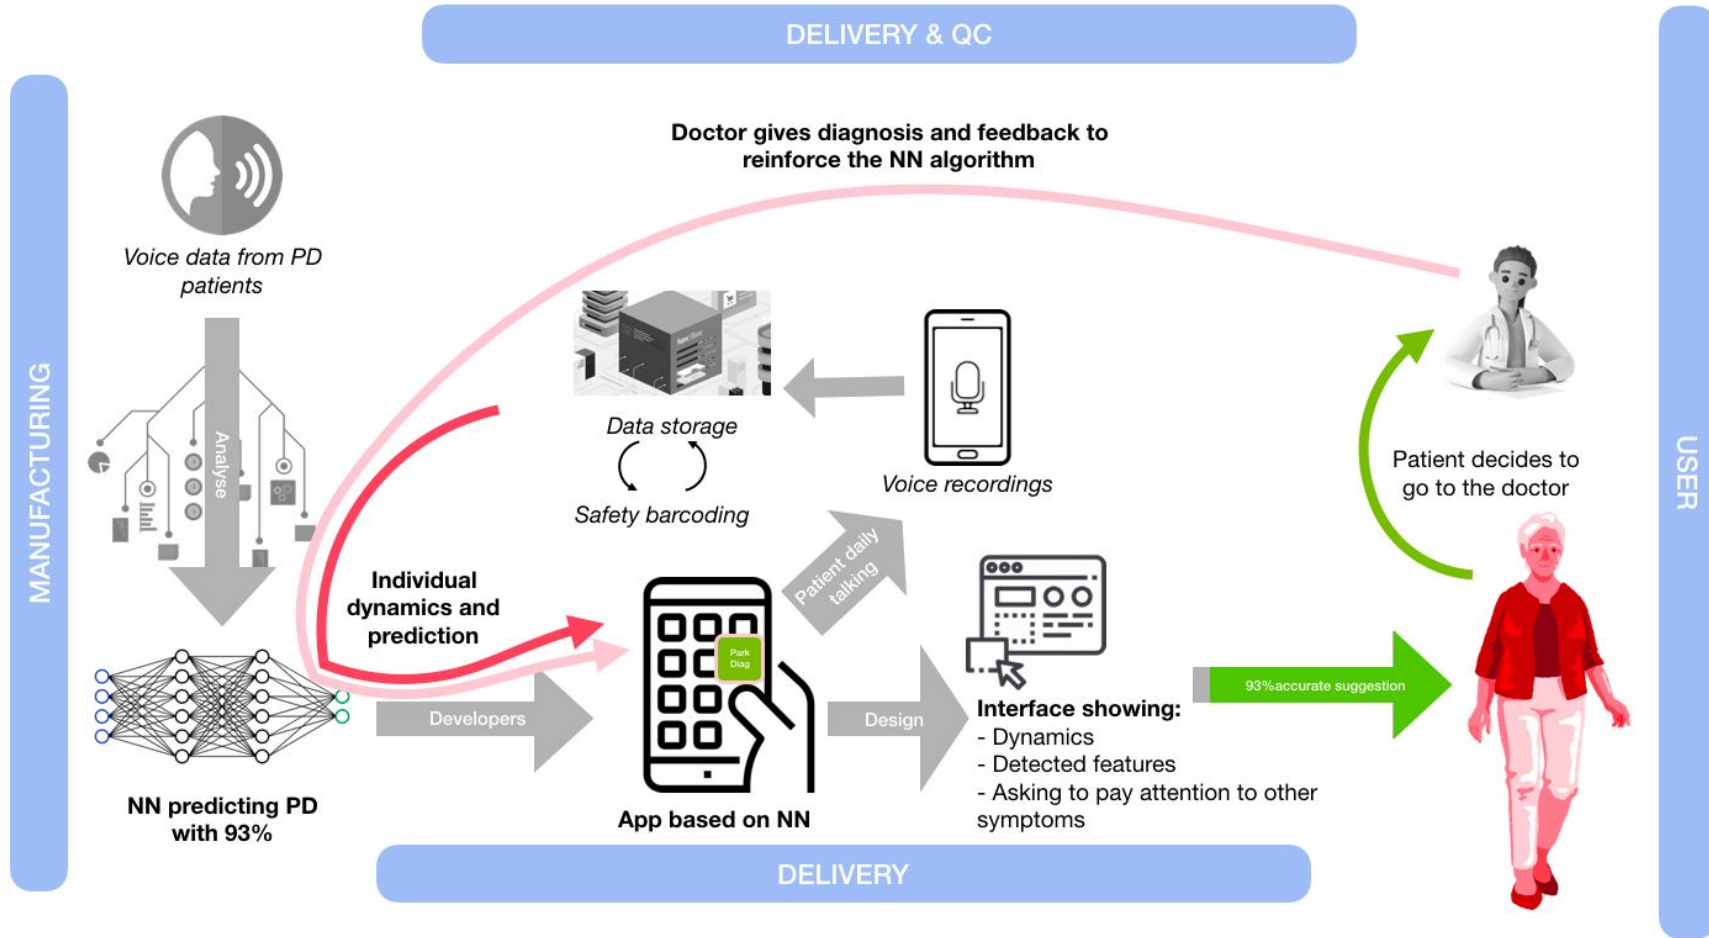 DELIVERY & QC
MANUFACTURING
USER
Doctor gives diagnosis and feedback to
reinforce the NN algorithm
Voice data from PD
patients
Analyse
Data storage
Safety barcoding
Voice recordings
Patient decides to
go to the doctor
Individual
dynamics and
prediction
Patient daily
talking
Park
Diag
Developers
Design
93%accurate suggestion
Interface showing:
- Dynamics
- Detected features
- Asking to pay attention to other
symptoms
NN predicting PD
with 93%
App based on NN
DELIVERY